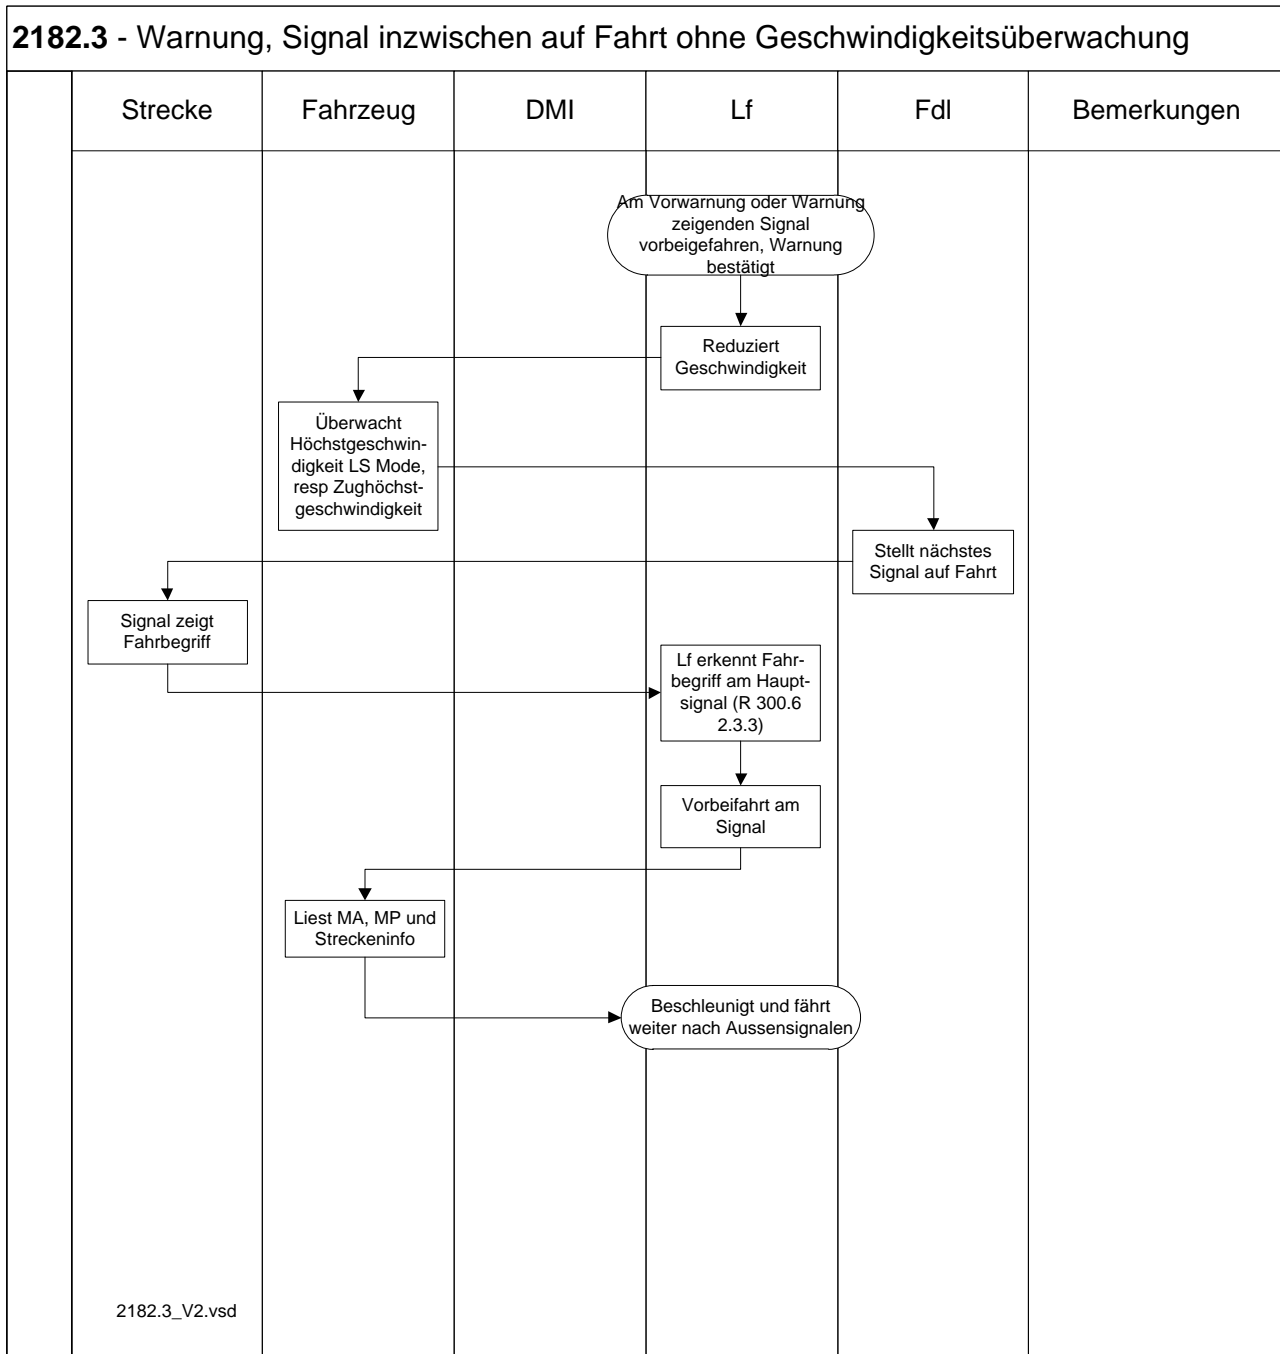 2182.3 - Warnung, Signal inzwischen auf Fahrt ohne Geschwindigkeitsüberwachung
Strecke
Fahrzeug
DMI
Lf
Fdl
Bemerkungen
Am Vorwarnung oder Warnung
zeigenden Signal
vorbeigefahren, Warnung
bestätigt
Reduziert
Geschwindigkeit
Überwacht
Höchstgeschwin-
digkeit LS Mode,
resp Zughöchst-
geschwindigkeit
Stellt nächstes
Signal auf Fahrt
Signal zeigt
Fahrbegriff
Lf erkennt Fahr-
begriff am Haupt-
signal (R 300.6
2.3.3)
Vorbeifahrt am
Signal
Liest MA, MP und
Streckeninfo
Beschleunigt und fährt
weiter nach Aussensignalen
2182.3_V2.vsd